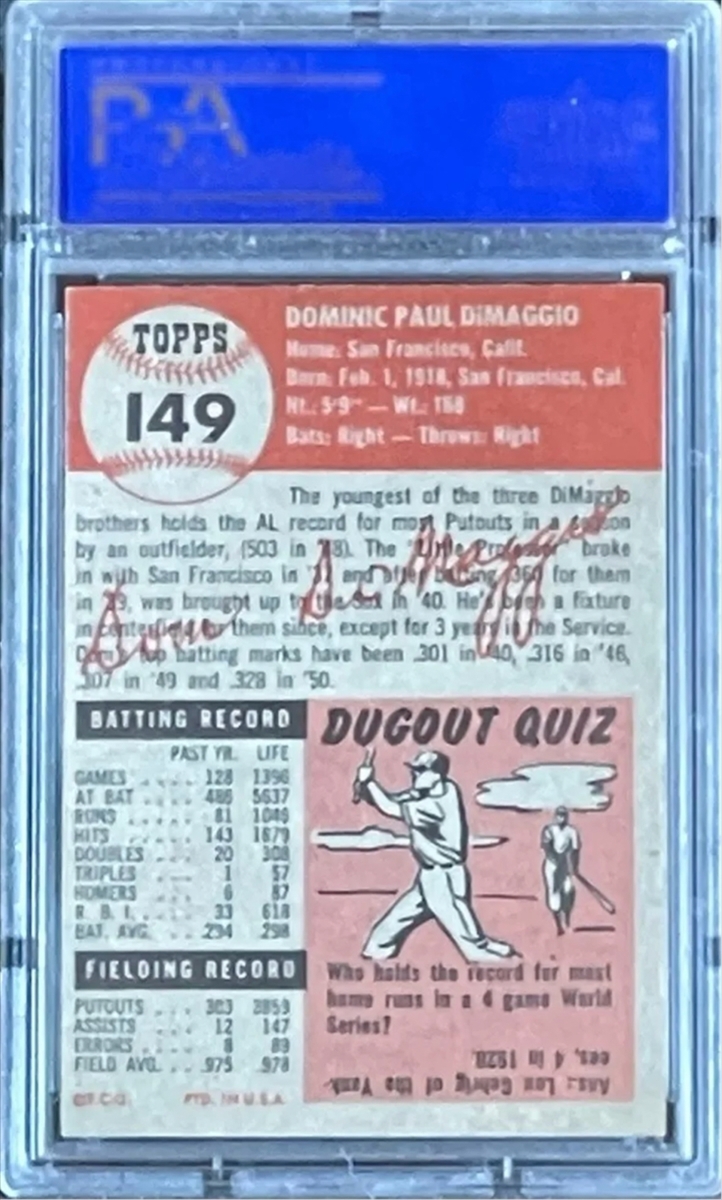 PSA
TOPPS
149
DOMINIC PAUL DiMAGGIO
Home: San Francisco, Calif.
Born: Feb. 1, 1918, San Francisco, Cal.
Ht.: 5'9" — Wt.: 168
Bats: Right — Throws: Right
The youngest of the three DiMaggio
brothers holds the AL record for most Putouts in a season
by an outfielder, (503 in '48). The "Little Professor" broke
in with San Francisco in '37 and after batting .360 for them
in '39, was brought up to the Sox in '40. He's been a fixture
in centerfield for them since, except for 3 years in the Service.
Dom's top batting marks have been .301 in '40, .316 in '46,
.307 in '49 and .328 in '50.
Dom DiMaggio
BATTING RECORD
PAST YR. LIFE
GAMES .... 128 1396
AT BAT .... 486 5637
RUNS .... 81 1046
HITS .... 143 1679
DOUBLES .... 20 308
TRIPLES .... 1 57
HOMERS .... 6 87
R. B. I. .... 33 618
BAT. AVG. .294 .298
FIELDING RECORD
PUTOUTS ... 303 3859
ASSISTS .... 12 147
ERRORS .... 8 89
FIELD AVG. .. .975 .978
©T.C.G. PTD. IN U.S.A.
DUGOUT QUIZ
Who holds the record for most
home runs in a 4 game World
Series?
Ans.: Lou Gehrig of the Yank-
ees, 4 in 1928.